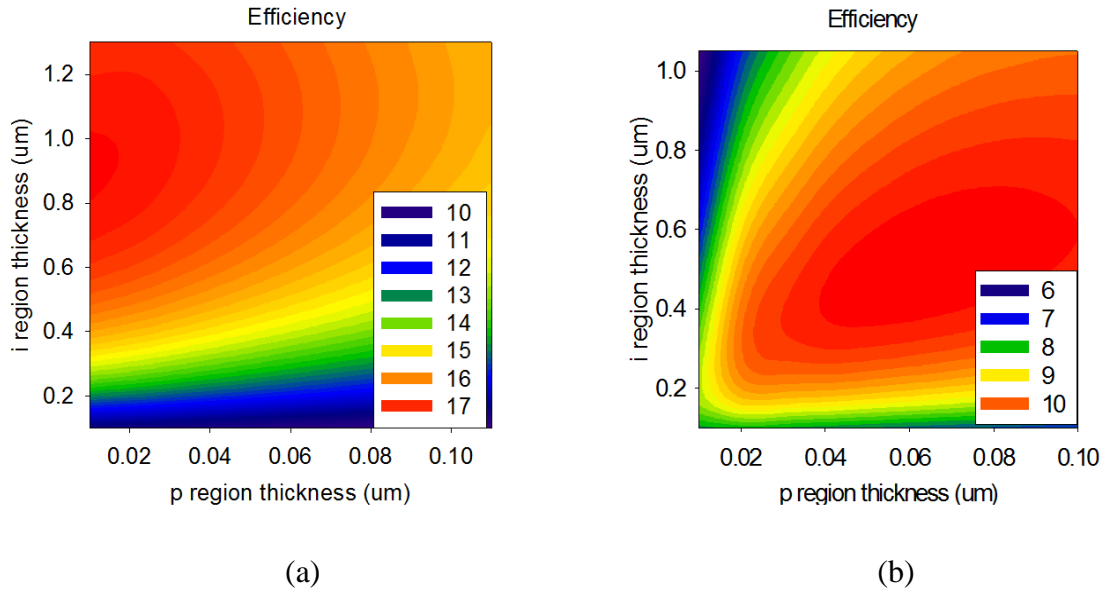 Efficiency
1.2
1.0
0.8
0.6
0.4
0.2
i region thickness (um)
10
11
12
13
14
15
16
17
0.02 0.04 0.06 0.08 0.10
p region thickness (um)
(a)
Efficiency
1.0
0.8
0.6
0.4
0.2
i region thickness (um)
6
7
8
9
10
0.02 0.04 0.06 0.08 0.10
p region thickness (um)
(b)